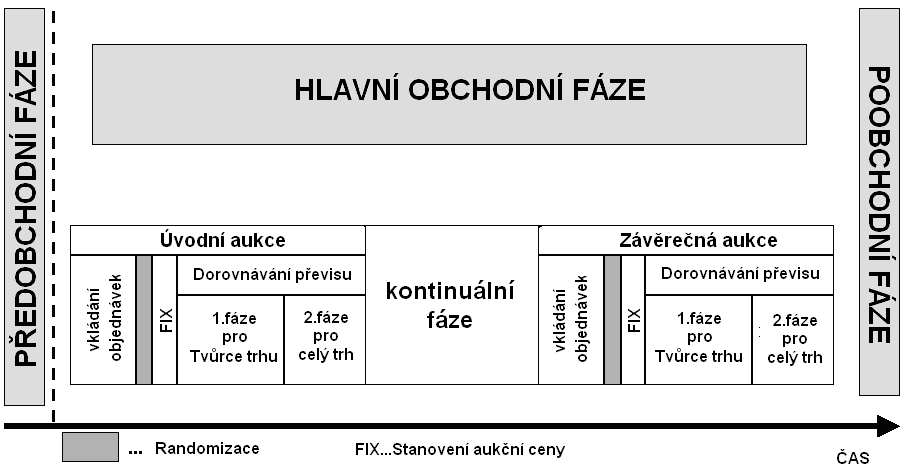 PŘEDOBCHODNÍ FÁZE
HLAVNÍ OBCHODNÍ FÁZE
POOBCHODNÍ FÁZE
Úvodní aukce
vkládání
objednávek
FIX
Dorovnávání převisu
1.fáze
pro
Tvůrce trhu
2.fáze
pro
celý trh
kontinuální
fáze
Závěrečná aukce
vkládání
objednávek
FIX
Dorovnávání převisu
1.fáze
pro
Tvůrce trhu
2.fáze
pro
celý trh
... Randomizace
FIX...Stanovení aukční ceny
ČAS